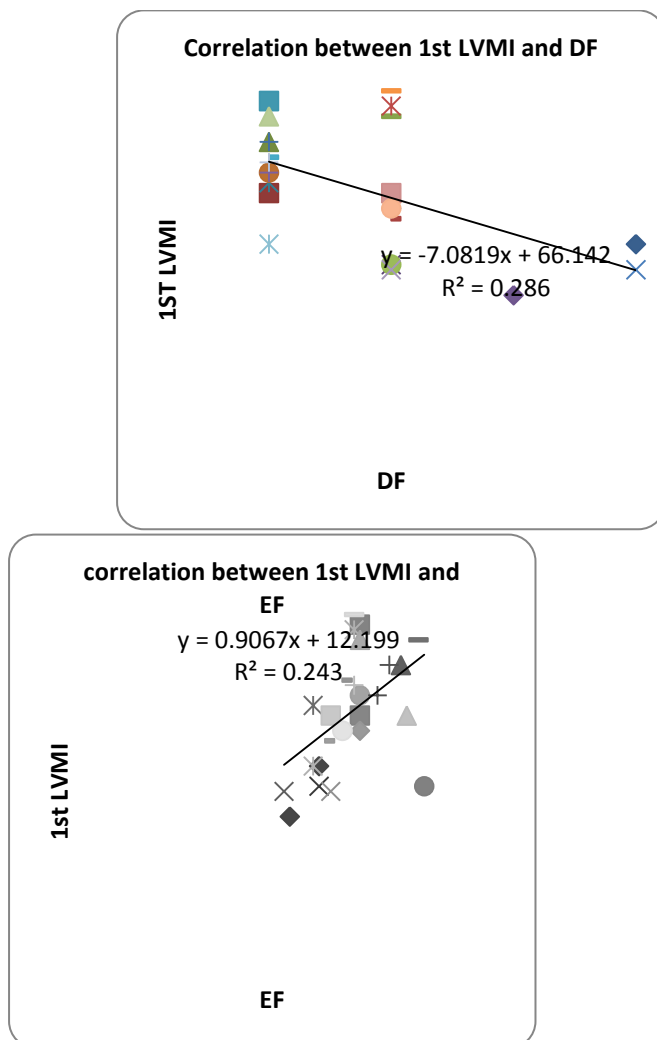 Correlation between 1st LVMI and DF
1ST LVMI
y = -7.0819x + 66.142
R² = 0.286
DF
correlation between 1st LVMI and
EF
y = 0.9067x + 12.199
R² = 0.243
1st LVMI
EF